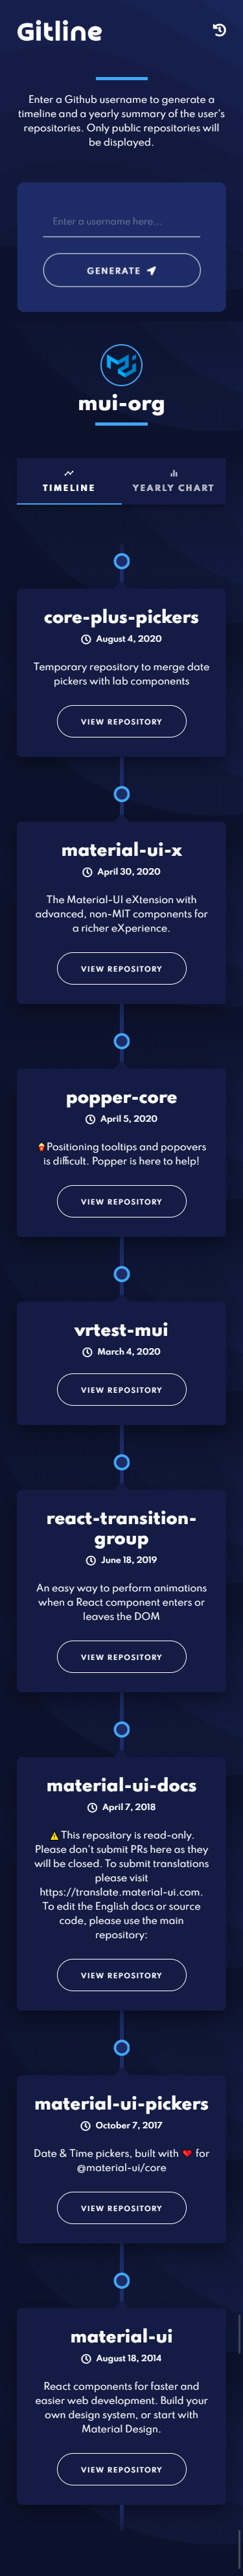 Gitline
Enter a Github username to generate a
timeline and a yearly summary of the user's
repositories. Only public repositories will
be displayed.
Enter a username here...
GENERATE
mui-org
TIMELINE
YEARLY CHART
core-plus-pickers
August 4, 2020
Temporary repository to merge date
pickers with lab components
VIEW REPOSITORY
material-ui-x
April 30, 2020
The Material-UI eXtension with
advanced, non-MIT components for
a richer eXperience.
VIEW REPOSITORY
popper-core
April 5, 2020
🍿Positioning tooltips and popovers
is difficult. Popper is here to help!
VIEW REPOSITORY
vrtest-mui
March 4, 2020
VIEW REPOSITORY
react-transition-
group
June 18, 2019
An easy way to perform animations
when a React component enters or
leaves the DOM
VIEW REPOSITORY
material-ui-docs
April 7, 2018
⚠️ This repository is read-only.
Please don't submit PRs here as they
will be closed. To submit translations
please visit
https://translate.material-ui.com.
To edit the English docs or source
code, please use the main
repository:
VIEW REPOSITORY
material-ui-pickers
October 7, 2017
Date & Time pickers, built with ❤️ for
@material-ui/core
VIEW REPOSITORY
material-ui
August 18, 2014
React components for faster and
easier web development. Build your
own design system, or start with
Material Design.
VIEW REPOSITORY